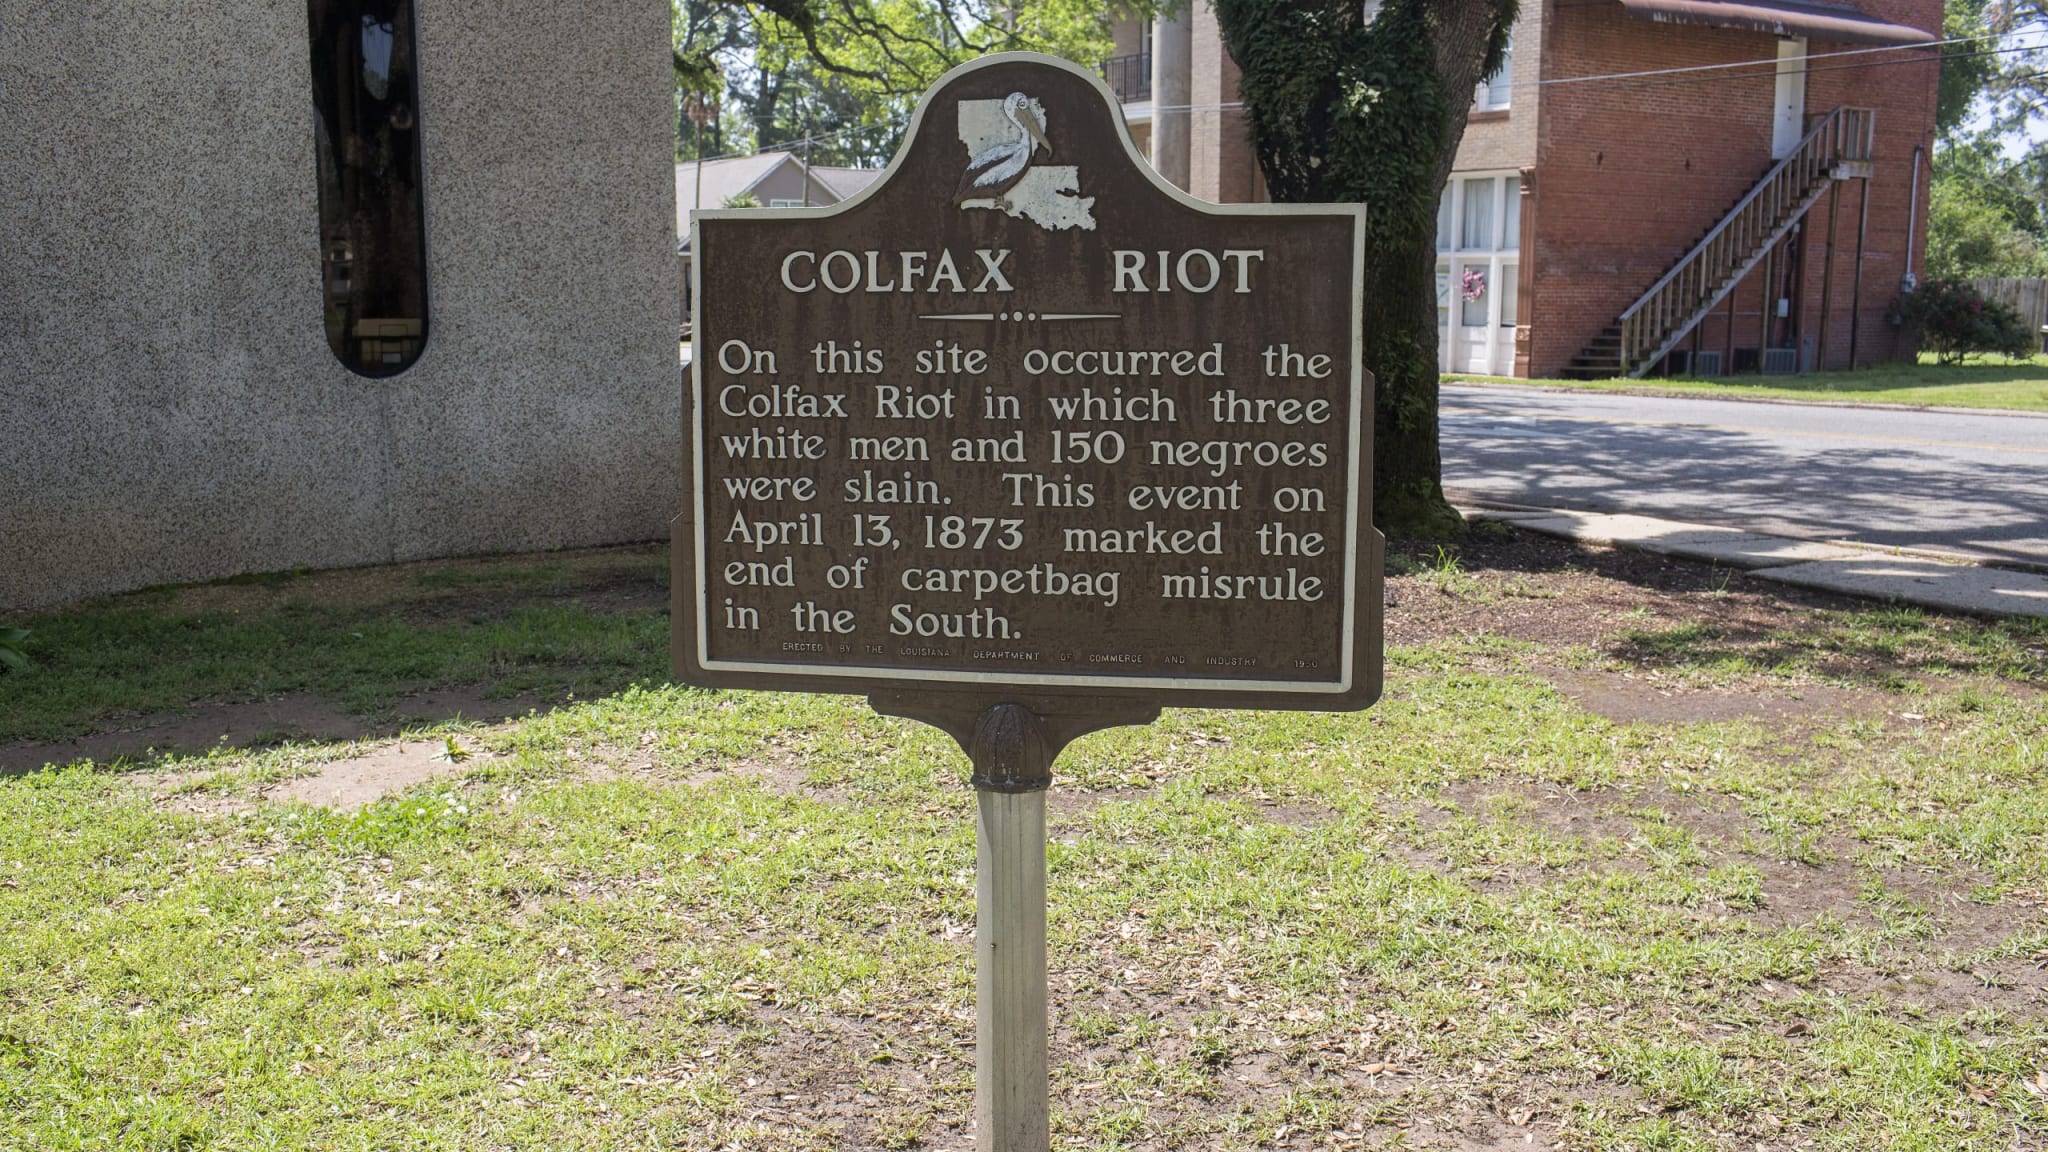 COLFAX RIOT
On this site occurred the
Colfax Riot in which three
white men and 150 negroes
were slain. This event on
April 13, 1873 marked the
end of carpetbag misrule
in the South.
ERECTED BY THE LOUISIANA DEPARTMENT OF COMMERCE AND INDUSTRY 1950